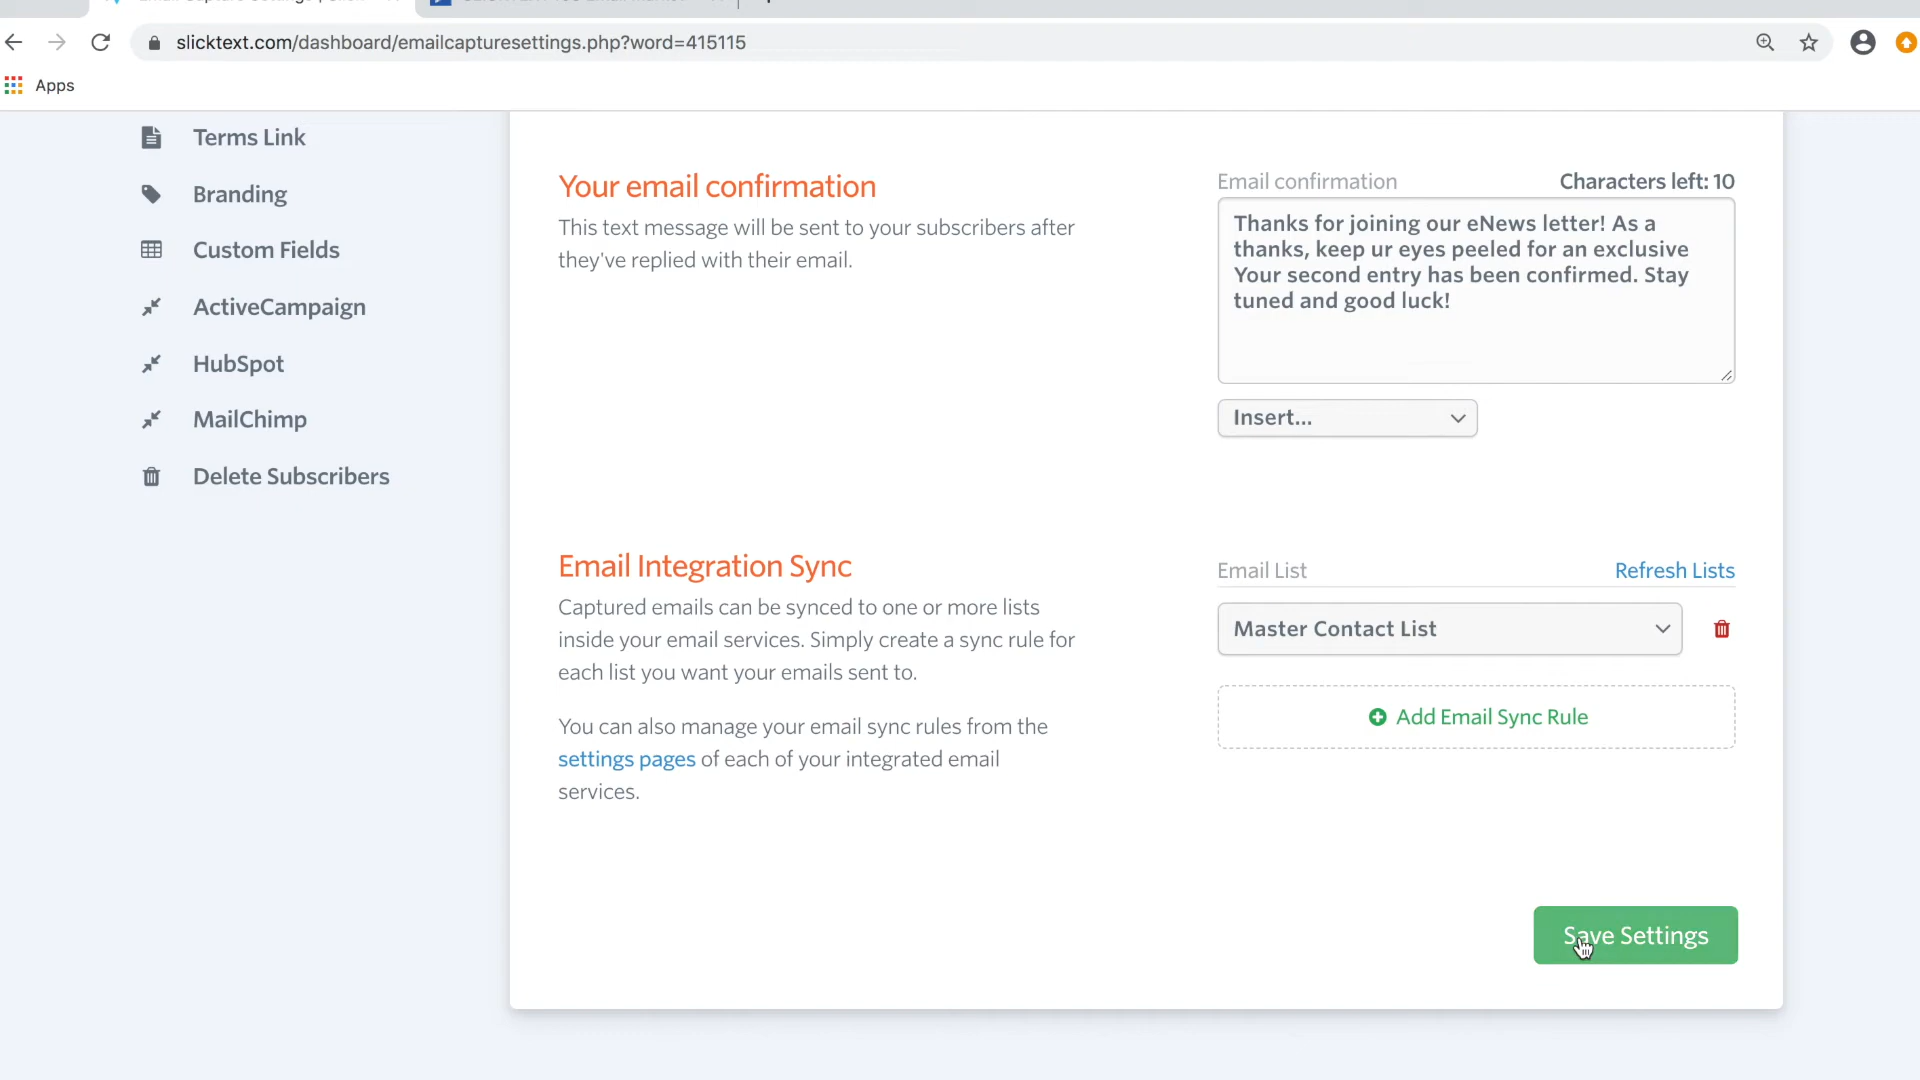 slicktext.com/dashboard/emailcapturesettings.php?word=415115
Apps
Terms Link
Branding
Custom Fields
ActiveCampaign
HubSpot
MailChimp
Delete Subscribers
Your email confirmation
This text message will be sent to your subscribers after
they've replied with their email.
Email confirmation
Characters left: 10
Thanks for joining our eNews letter! As a
thanks, keep ur eyes peeled for an exclusive
Your second entry has been confirmed. Stay
tuned and good luck!
Insert...
Email Integration Sync
Captured emails can be synced to one or more lists
inside your email services. Simply create a sync rule for
each list you want your emails sent to.
You can also manage your email sync rules from the
settings pages of each of your integrated email
services.
Email List
Refresh Lists
Master Contact List
Add Email Sync Rule
Save Settings